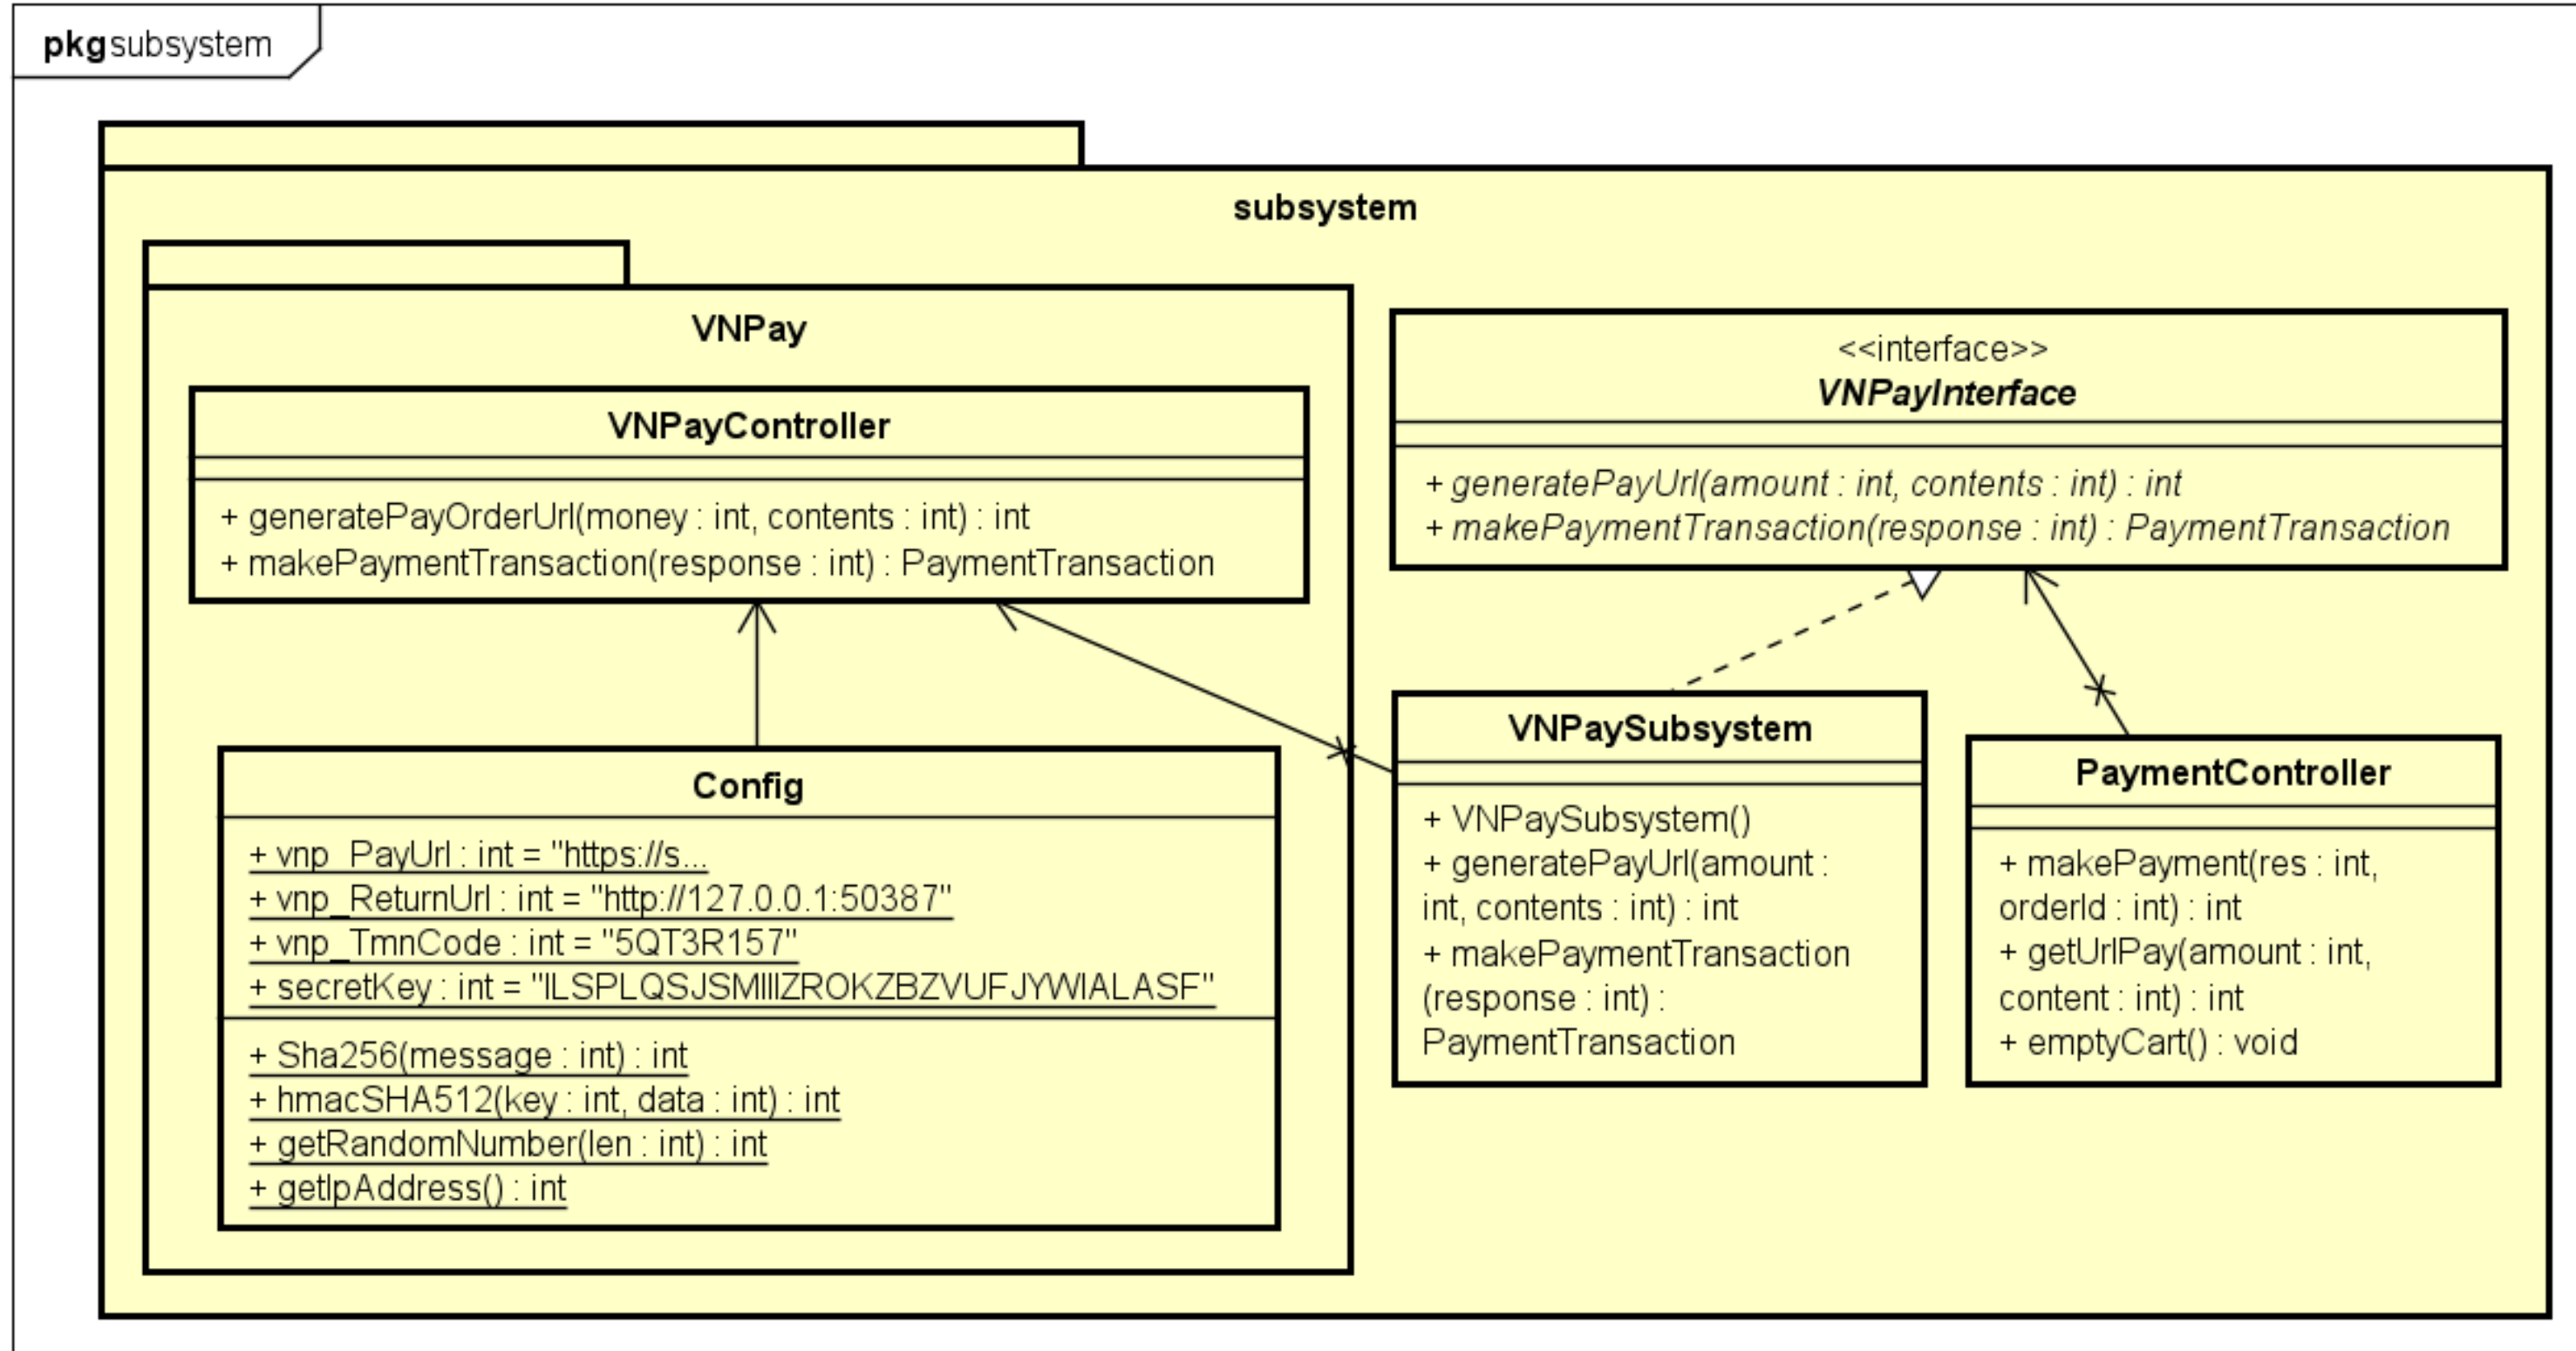 pkg subsystem
subsystem
VNPay
VNPayController
+ generatePayOrderUrl(money : int, contents : int) : int
+ makePaymentTransaction(response : int) : PaymentTransaction
Config
+ vnp_PayUrl : int = "https://s...
+ vnp_ReturnUrl : int = "http://127.0.0.1:50387"
+ vnp_TmnCode : int = "5QT3R157"
+ secretKey : int = "ILSPLQSJSMIIIZROKZBZVUFJYWIALASF"
+ Sha256(message : int) : int
+ hmacSHA512(key : int, data : int) : int
+ getRandomNumber(len : int) : int
+ getIpAddress() : int
<<interface>>
VNPayInterface
+ generatePayUrl(amount : int, contents : int) : int
+ makePaymentTransaction(response : int) : PaymentTransaction
VNPaySubsystem
+ VNPaySubsystem()
+ generatePayUrl(amount :
int, contents : int) : int
+ makePaymentTransaction
(response : int) :
PaymentTransaction
PaymentController
+ makePayment(res : int,
orderId : int) : int
+ getUrlPay(amount : int,
content : int) : int
+ emptyCart() : void